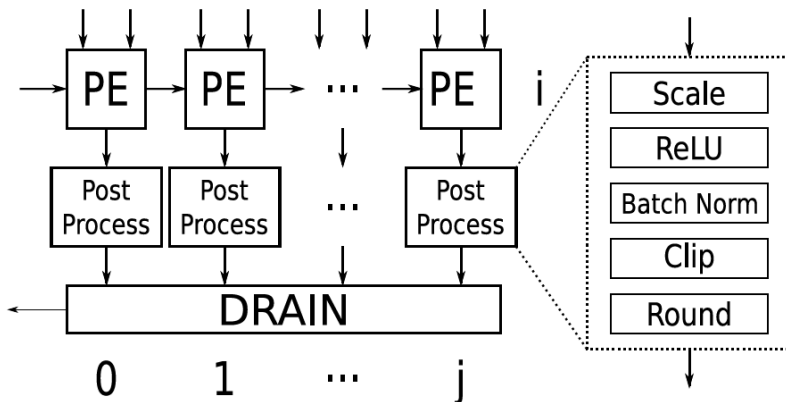 PE PE ... PE i
Post Process Post Process ... Post Process
DRAIN
0 1 ... j
Scale
ReLU
Batch Norm
Clip
Round